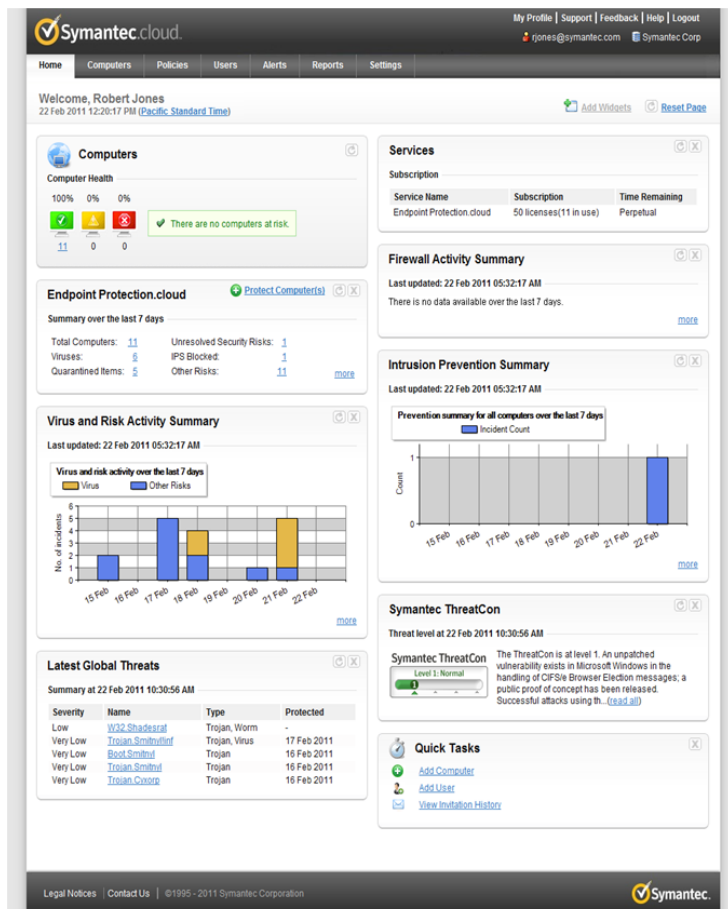 Symantec.cloud.
My Profile | Support | Feedback | Help | Logout
rjones@symantec.com Symantec Corp
Home Computers Policies Users Alerts Reports Settings
Welcome, Robert Jones
22 Feb 2011 12:20:17 PM (Pacific Standard Time)
Add Widgets Reset Page
Computers
Computer Health
100% 0% 0%
11 0 0
There are no computers at risk.
Endpoint Protection.cloud
Protect Computer(s)
Summary over the last 7 days
Total Computers: 11 Unresolved Security Risks: 1
Viruses: 6 IPS Blocked: 1
Quarantined Items: 5 Other Risks: 11
more
Virus and Risk Activity Summary
Last updated: 22 Feb 2011 05:32:17 AM
Virus and risk activity over the last 7 days
Virus Other Risks
No. of incidents
6
5
4
3
2
1
0
15 Feb 16 Feb 17 Feb 18 Feb 19 Feb 20 Feb 21 Feb 22 Feb
more
Latest Global Threats
Summary at 22 Feb 2011 10:30:56 AM
Severity Name Type Protected
Low W32.Shadesrat Trojan, Worm -
Very Low Trojan.Smitnyl!inf Trojan, Virus 17 Feb 2011
Very Low Boot.Smitnyl Trojan 16 Feb 2011
Very Low Trojan.Smitnyl Trojan 16 Feb 2011
Very Low Trojan.Cyxorp Trojan 16 Feb 2011
Services
Subscription
Service Name Subscription Time Remaining
Endpoint Protection.cloud 50 licenses(11 in use) Perpetual
Firewall Activity Summary
Last updated: 22 Feb 2011 05:32:17 AM
There is no data available over the last 7 days.
more
Intrusion Prevention Summary
Last updated: 22 Feb 2011 05:32:17 AM
Prevention summary for all computers over the last 7 days
Incident Count
Count
1
0
15 Feb 16 Feb 17 Feb 18 Feb 19 Feb 20 Feb 21 Feb 22 Feb
more
Symantec ThreatCon
Threat level at 22 Feb 2011 10:30:56 AM
Symantec ThreatCon
Level 1: Normal
1
The ThreatCon is at level 1. An unpatched
vulnerability exists in Microsoft Windows in the
handling of CIFS/e Browser Election messages; a
public proof of concept has been released.
Successful attacks using th...(read all)
Quick Tasks
Add Computer
Add User
View Invitation History
Legal Notices | Contact Us | ©1995 - 2011 Symantec Corporation
Symantec.